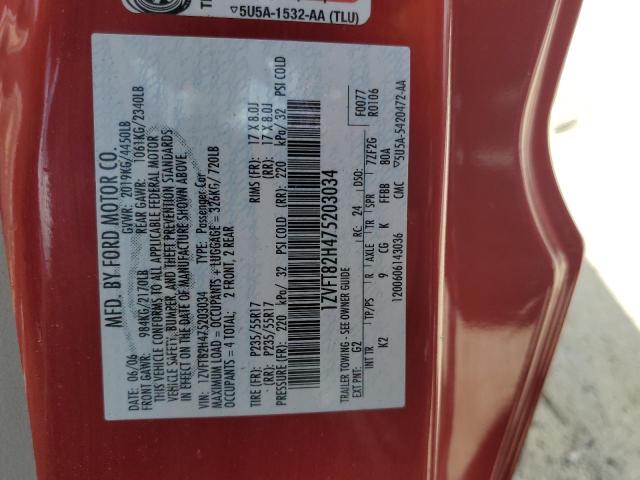 5U5A-1532-AA (TLU)
MFD. BY FORD MOTOR CO.
DATE: 06/06 GVWR: 2019KG/4450LB
FRONT GAWR: 984KG/2170LB REAR GAWR: 1061KG/2340LB
THIS VEHICLE CONFORMS TO ALL APPLICABLE FEDERAL MOTOR
VEHICLE SAFETY, BUMPER, AND THEFT PREVENTION STANDARDS
IN EFFECT ON THE DATE OF MANUFACTURE SHOWN ABOVE.
VIN: 1ZVFT82H475203034 TYPE: Passenger Car
MAXIMUM LOAD = OCCUPANTS + LUGGAGE = 326KG/ 720LB
OCCUPANTS = 4 TOTAL; 2 FRONT, 2 REAR
TIRE (FR): P235/55R17 RIMS (FR): 17 X 8.0J
(RR): P235/55R17 (RR): 17 X 8.0J
PRESSURE (FR): 220 kPa/ 32 PSI COLD (RR): 220 kPa/ 32 PSI COLD
1ZVFT82H475203034
TRAILER TOWING - SEE OWNER GUIDE F0077
EXT PNT: G2 RC: 24 DSO: R0106
INT TR TP/PS R AXLE TR SPR 7ZF2G
K2 9 CG K FFBB 80A
1200606143036 CMC 5U5A-5420472-AA